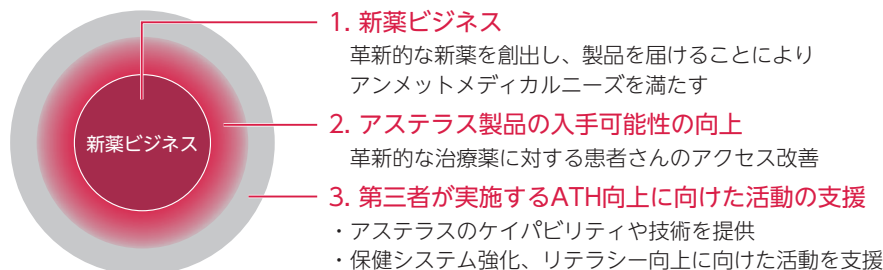 新薬ビジネス
1. 新薬ビジネス
革新的な新薬を創出し、製品を届けることにより
アンメットメディカルニーズを満たす
2. アステラス製品の入手可能性の向上
革新的な治療薬に対する患者さんのアクセス改善
3. 第三者が実施するATH向上に向けた活動の支援
・アステラスのケイパビリティや技術を提供
・保健システム強化、リテラシー向上に向けた活動を支援